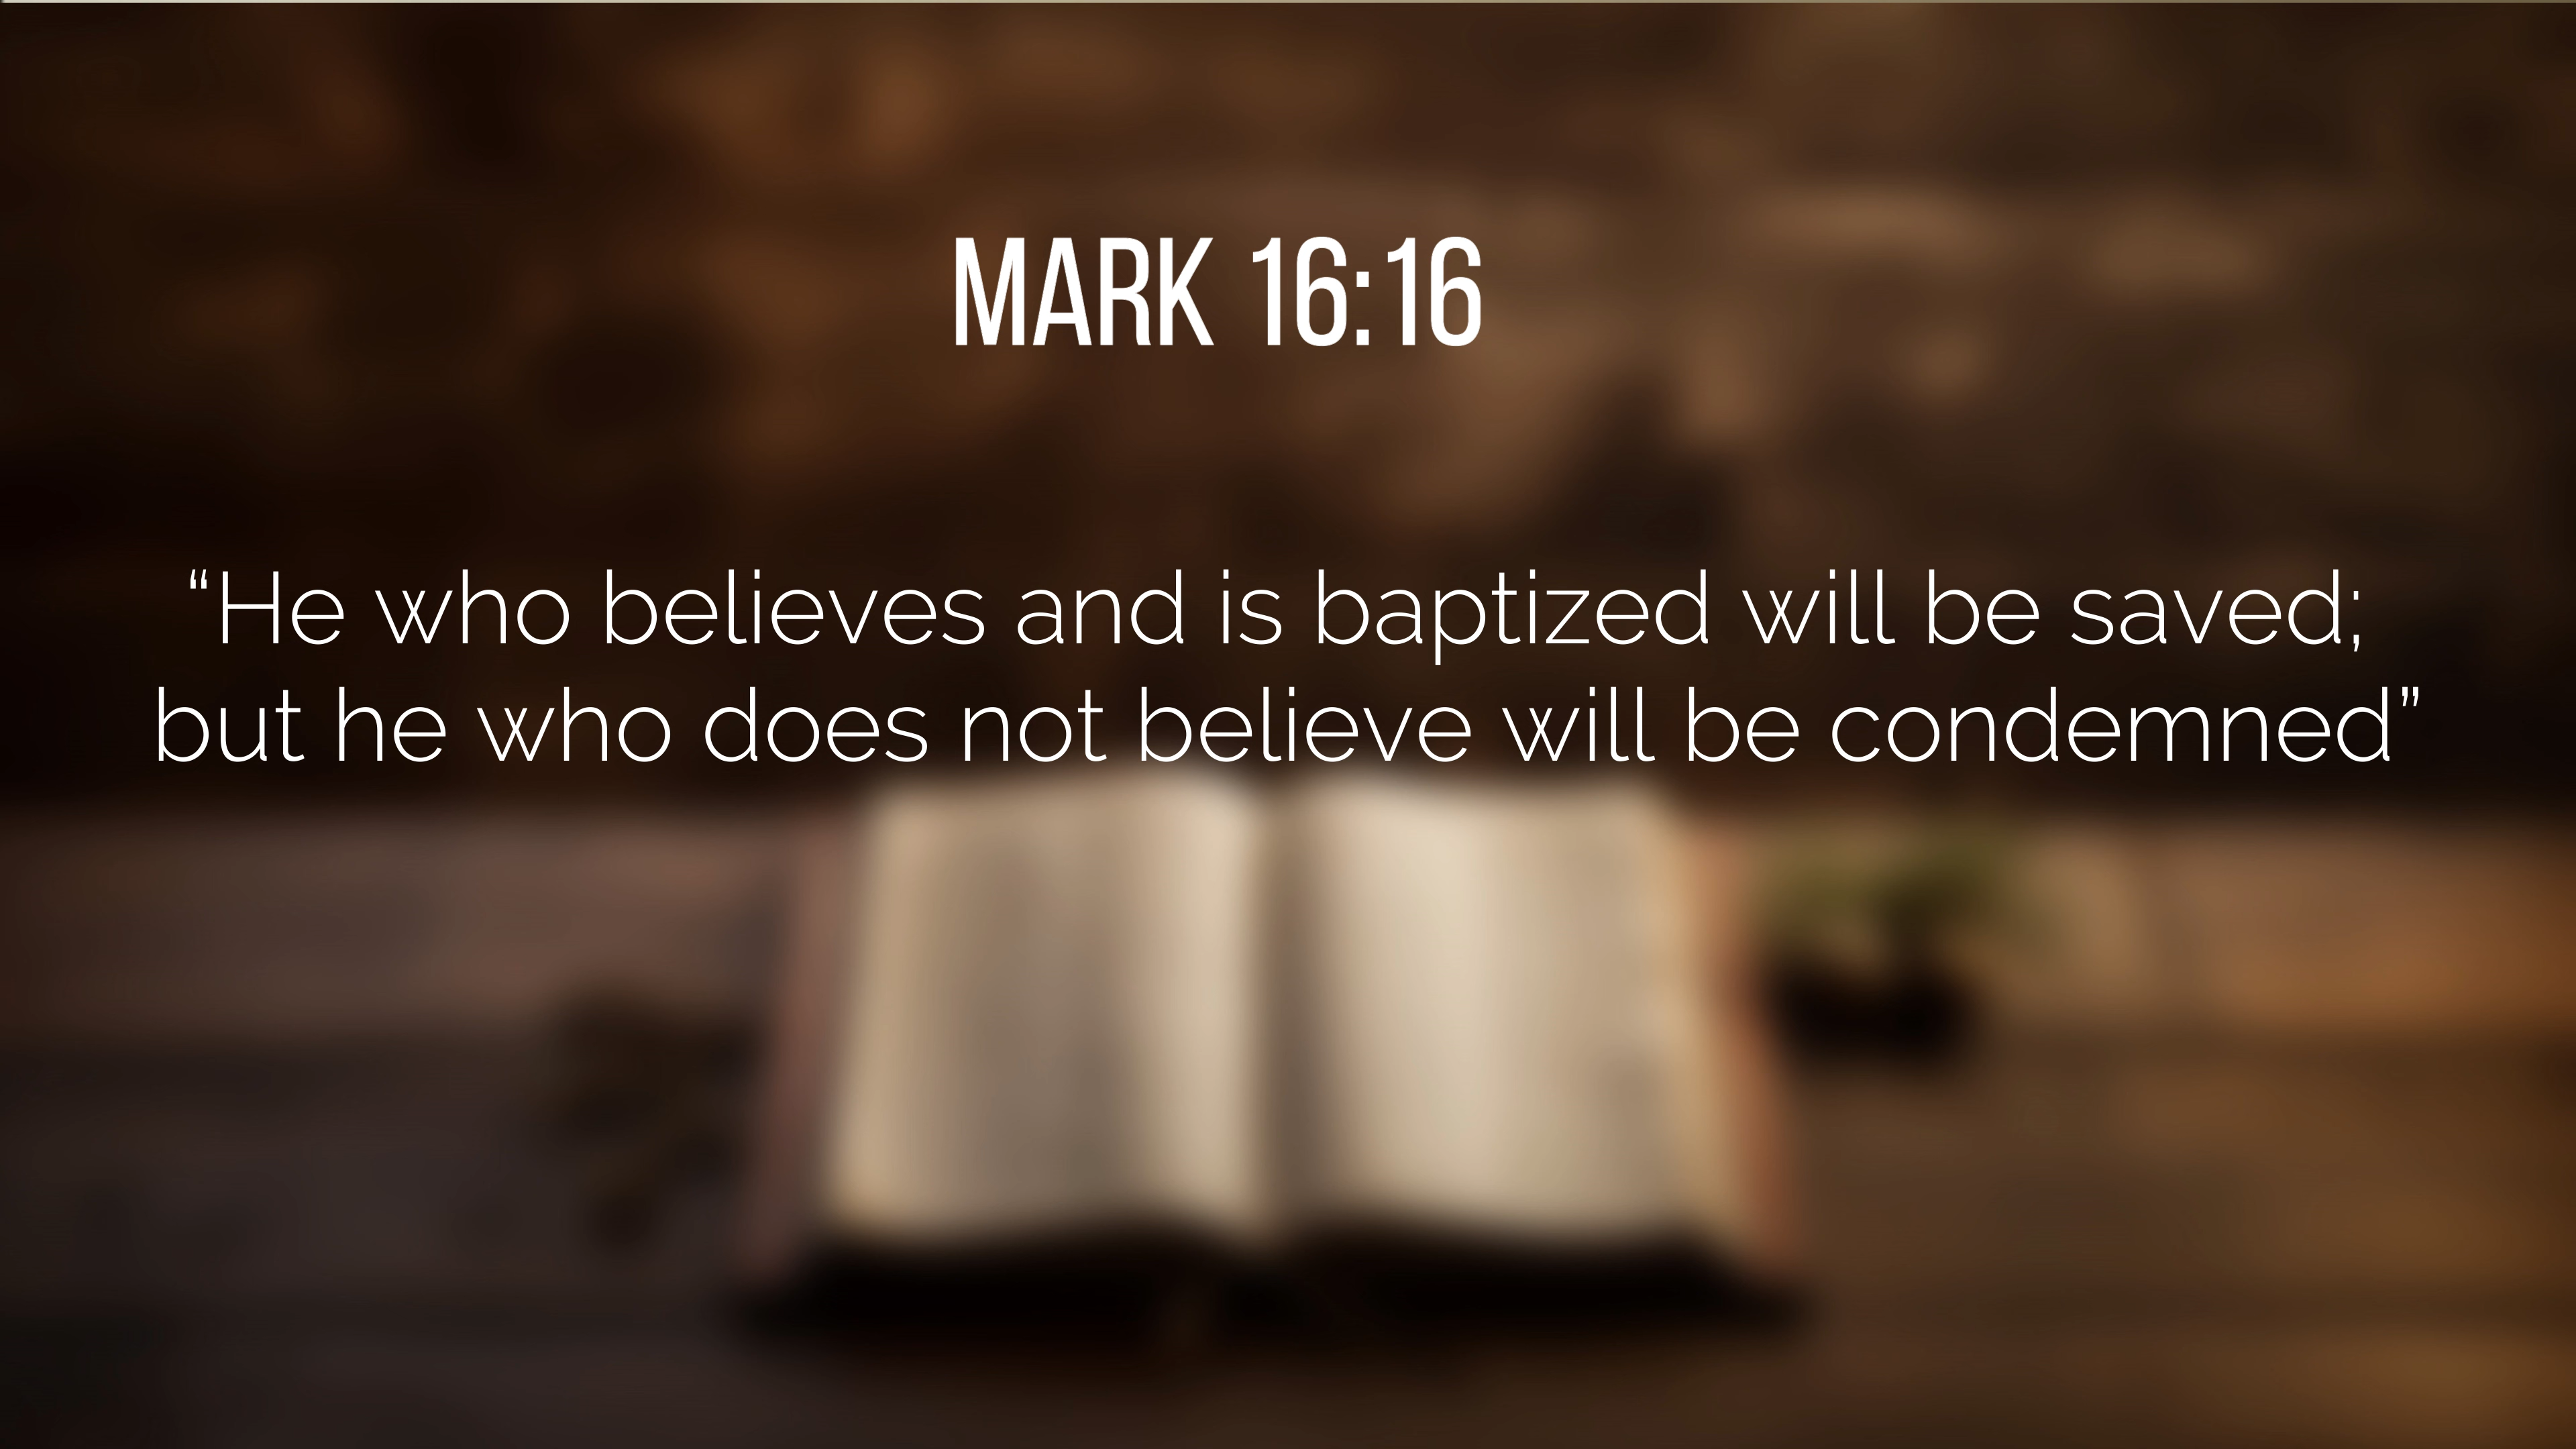 MARK 16:16
“He who believes and is baptized will be saved;
but he who does not believe will be condemned”